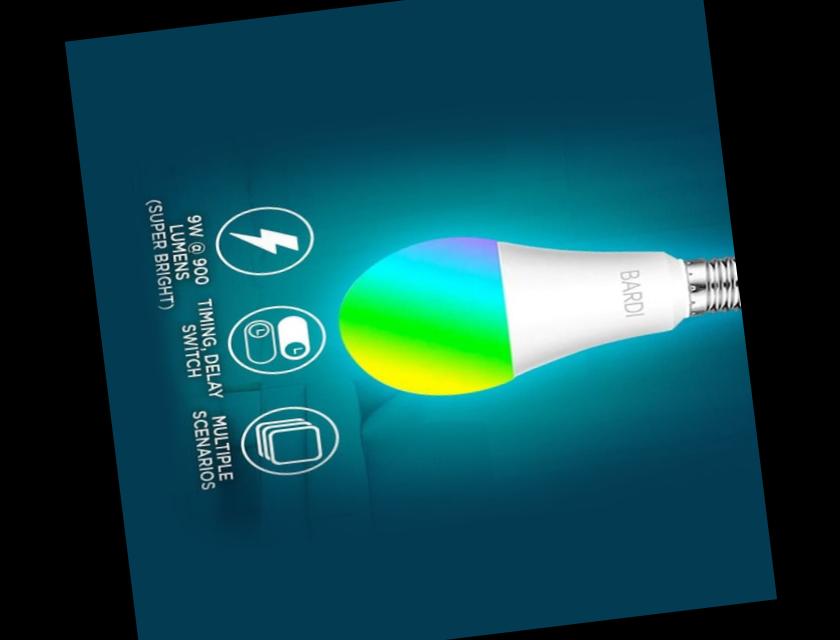 BARDI
9W @ 900
LUMENS
(SUPER BRIGHT)
TIMING, DELAY
SWITCH
MULTIPLE
SCENARIOS